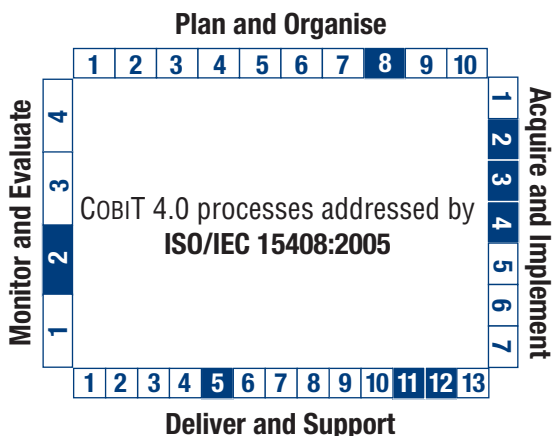 Plan and Organise
1 2 3 4 5 6 7 8 9 10
Monitor and Evaluate
4
3
2
1
COBIT 4.0 processes addressed by
ISO/IEC 15408:2005
1
2
3
4
5
6
7
Acquire and Implement
1 2 3 4 5 6 7 8 9 10 11 12 13
Deliver and Support